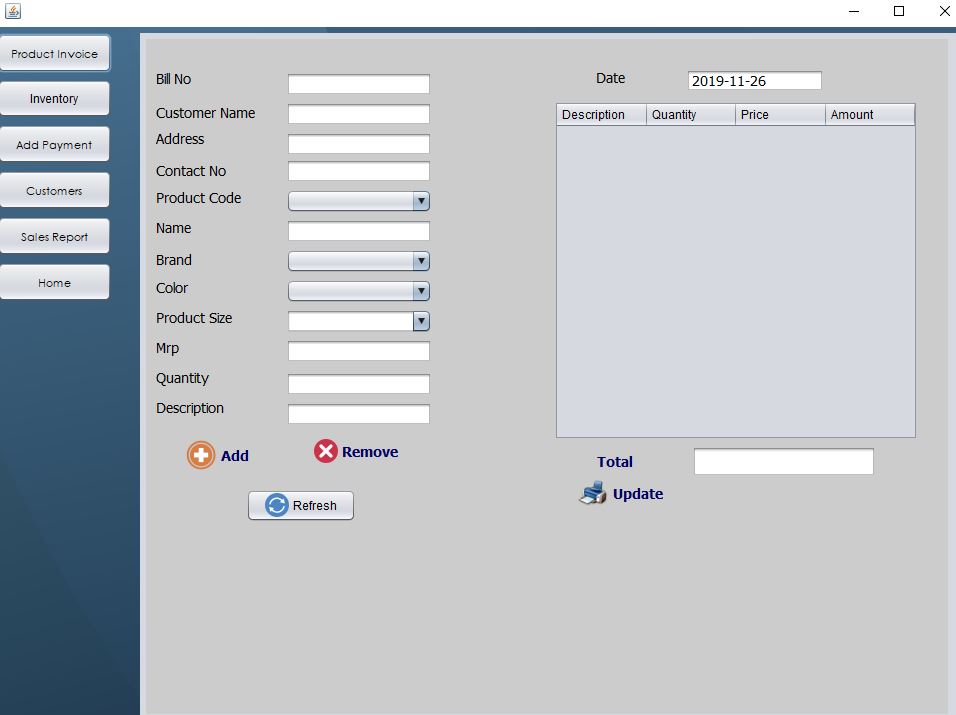 Product Invoice
Inventory
Add Payment
Customers
Sales Report
Home
Bill No
Customer Name
Address
Contact No
Product Code
Name
Brand
Color
Product Size
Mrp
Quantity
Description
Add
Remove
Refresh
Date 2019-11-26
Description Quantity Price Amount
Total
Update